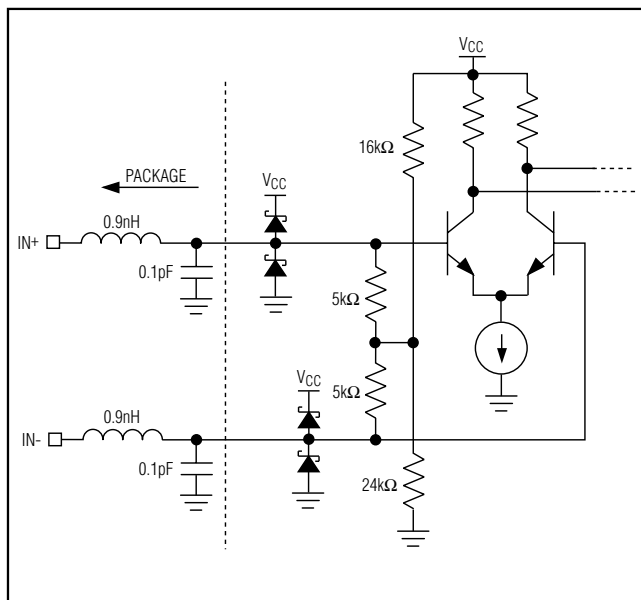 VCC
16kΩ
PACKAGE
VCC
0.9nH
IN+
0.1pF
5kΩ
VCC
5kΩ
0.9nH
IN-
0.1pF
24kΩ